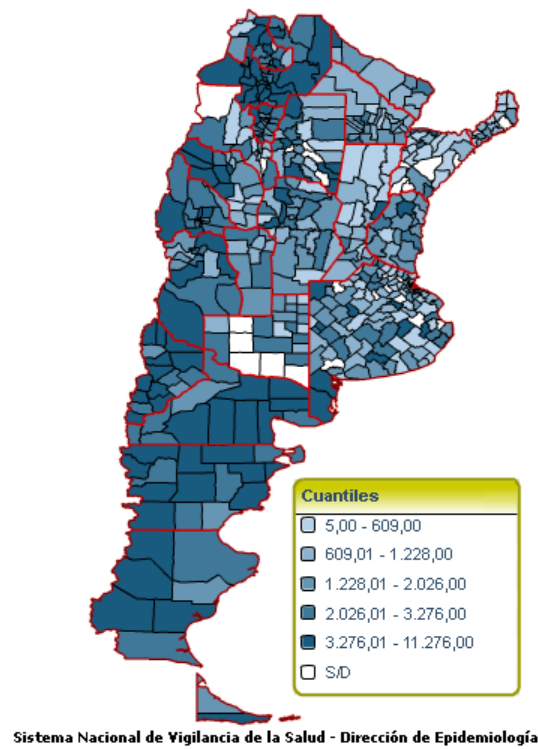 Cuantiles
5,00 - 609,00
609,01 - 1.228,00
1.228,01 - 2.026,00
2.026,01 - 3.276,00
3.276,01 - 11.276,00
S/D
Sistema Nacional de Vigilancia de la Salud - Dirección de Epidemiología